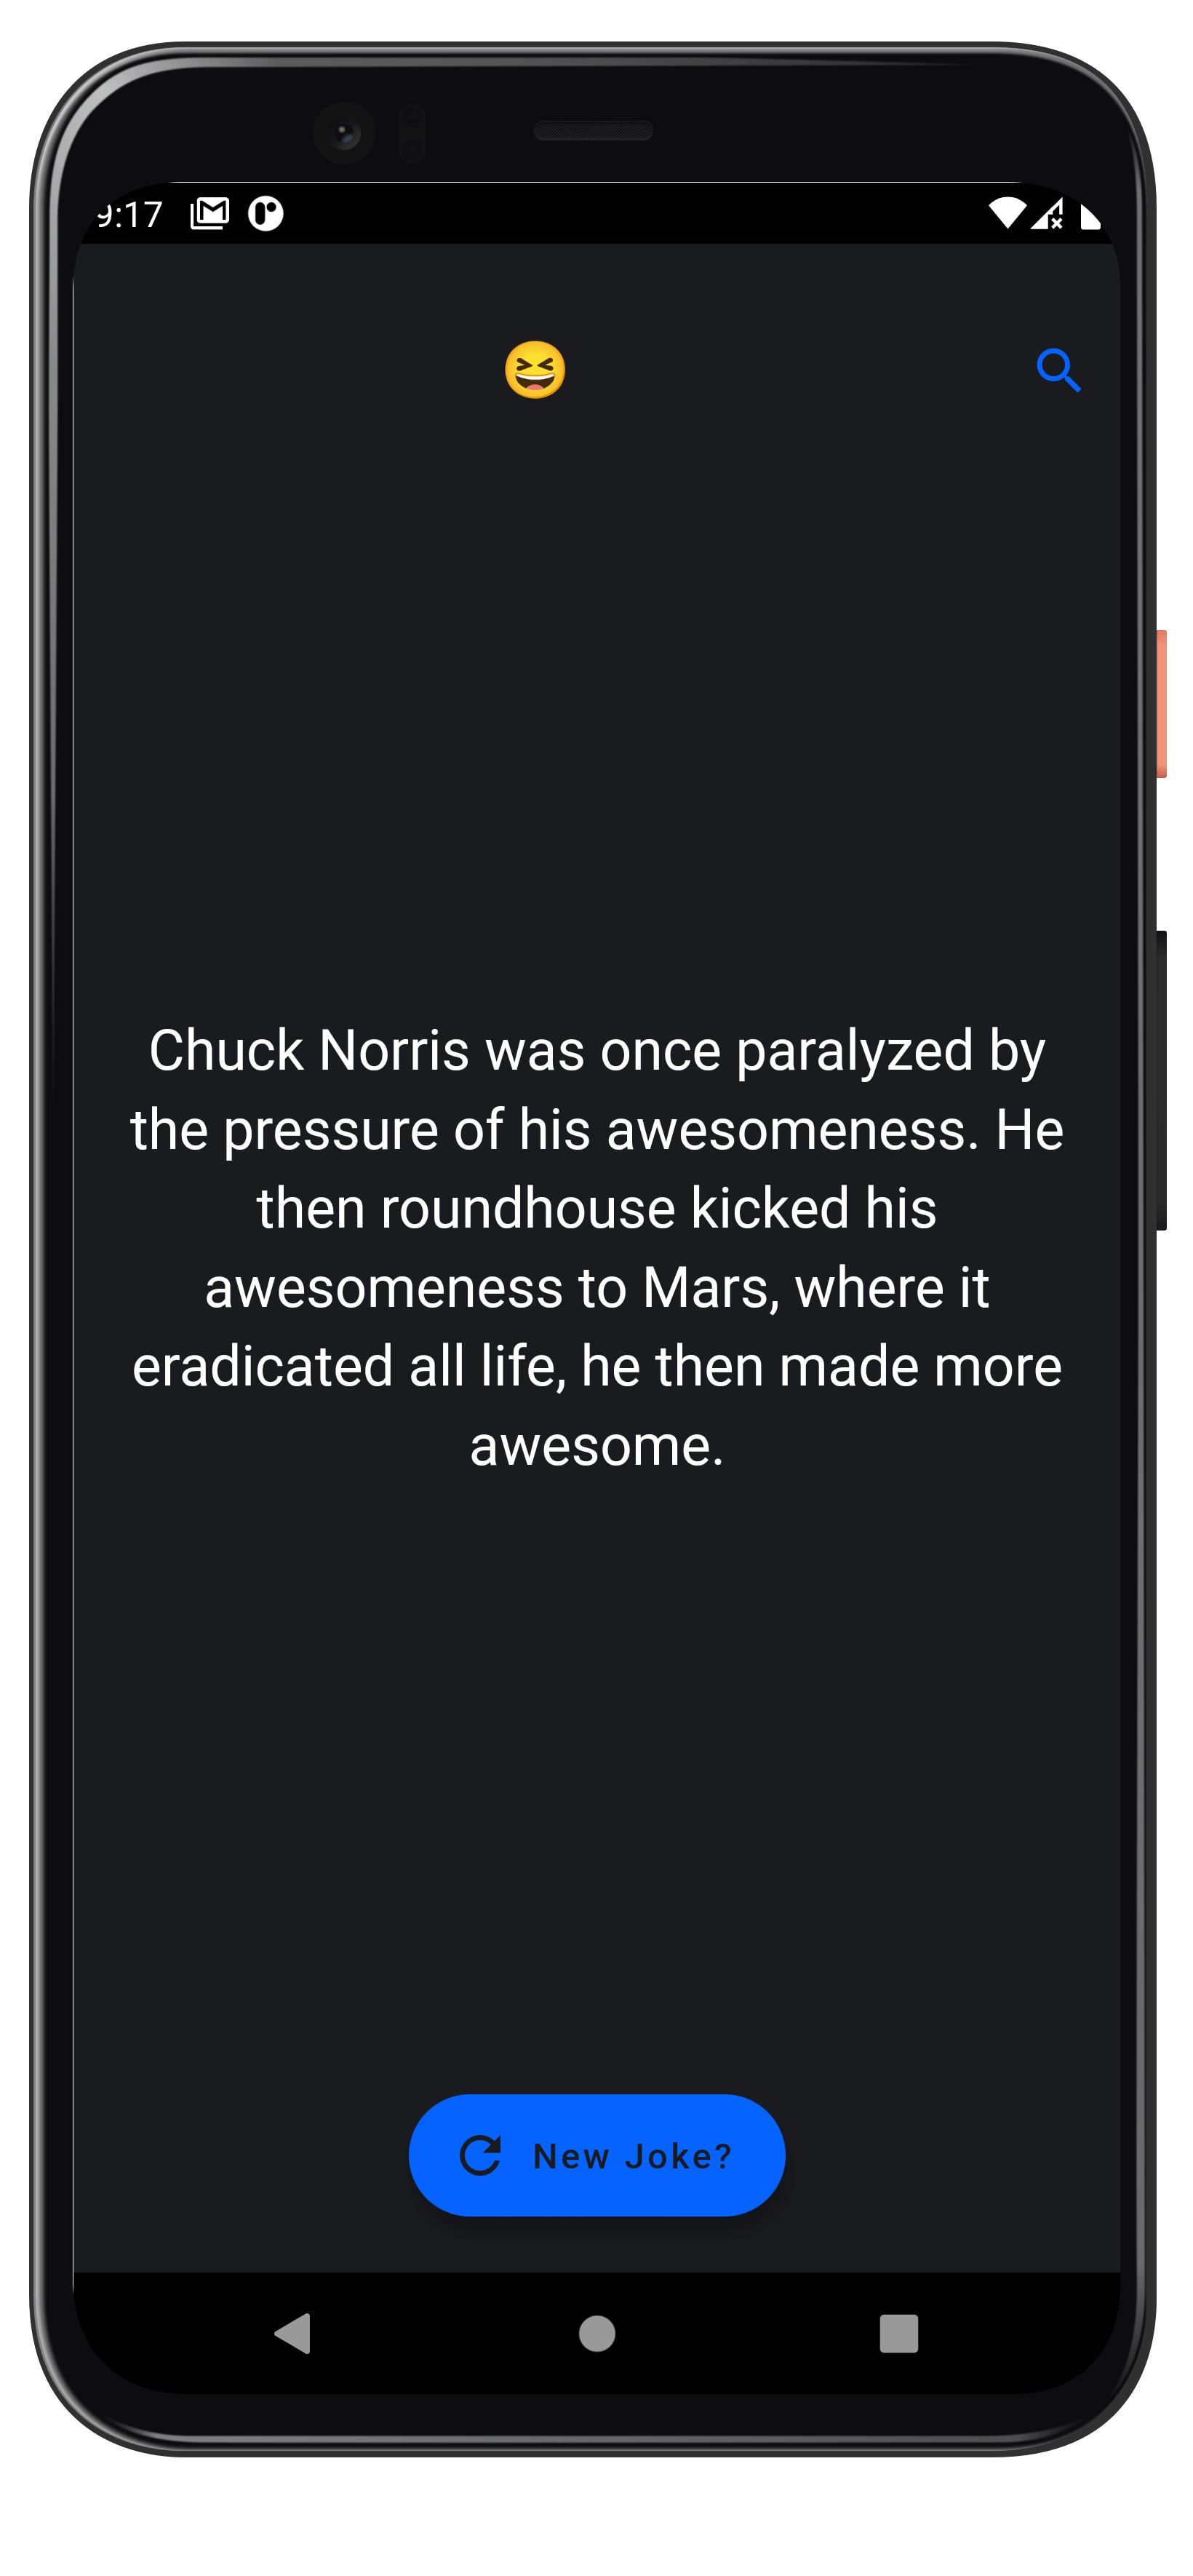 9:17
Chuck Norris was once paralyzed by
the pressure of his awesomeness. He
then roundhouse kicked his
awesomeness to Mars, where it
eradicated all life, he then made more
awesome.
New Joke?